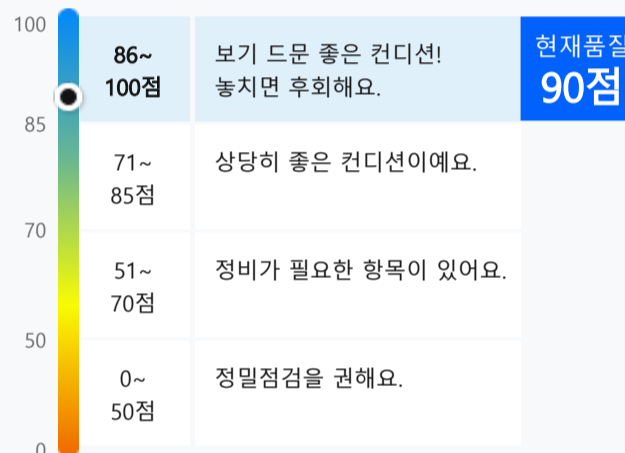 100
86~
100점
보기 드문 좋은 컨디션!
놓치면 후회해요.
현재품질
90점
85
71~
85점
상당히 좋은 컨디션이예요.
70
51~
70점
정비가 필요한 항목이 있어요.
50
0~
50점
정밀점검을 권해요.
0